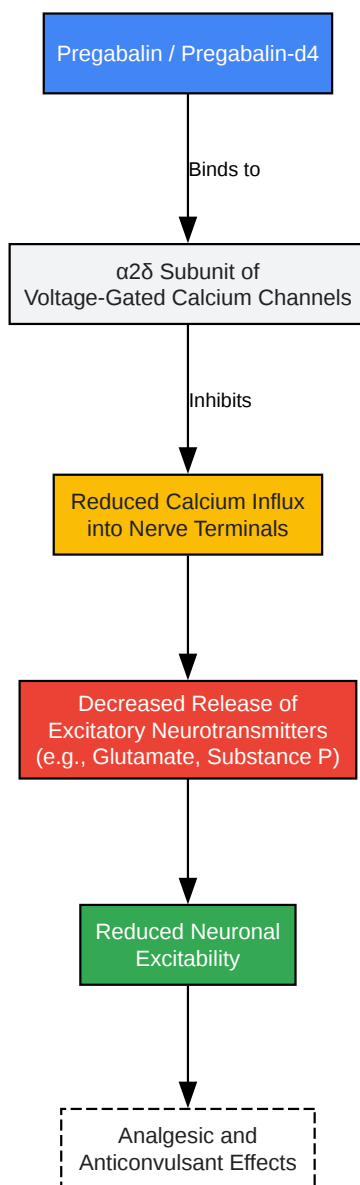 Pregabalin / Pregabalin-d4
Binds to
α2δ Subunit of
Voltage-Gated Calcium Channels
Inhibits
Reduced Calcium Influx
into Nerve Terminals
Decreased Release of
Excitatory Neurotransmitters
(e.g., Glutamate, Substance P)
Reduced Neuronal
Excitability
Analgesic and
Anticonvulsant Effects